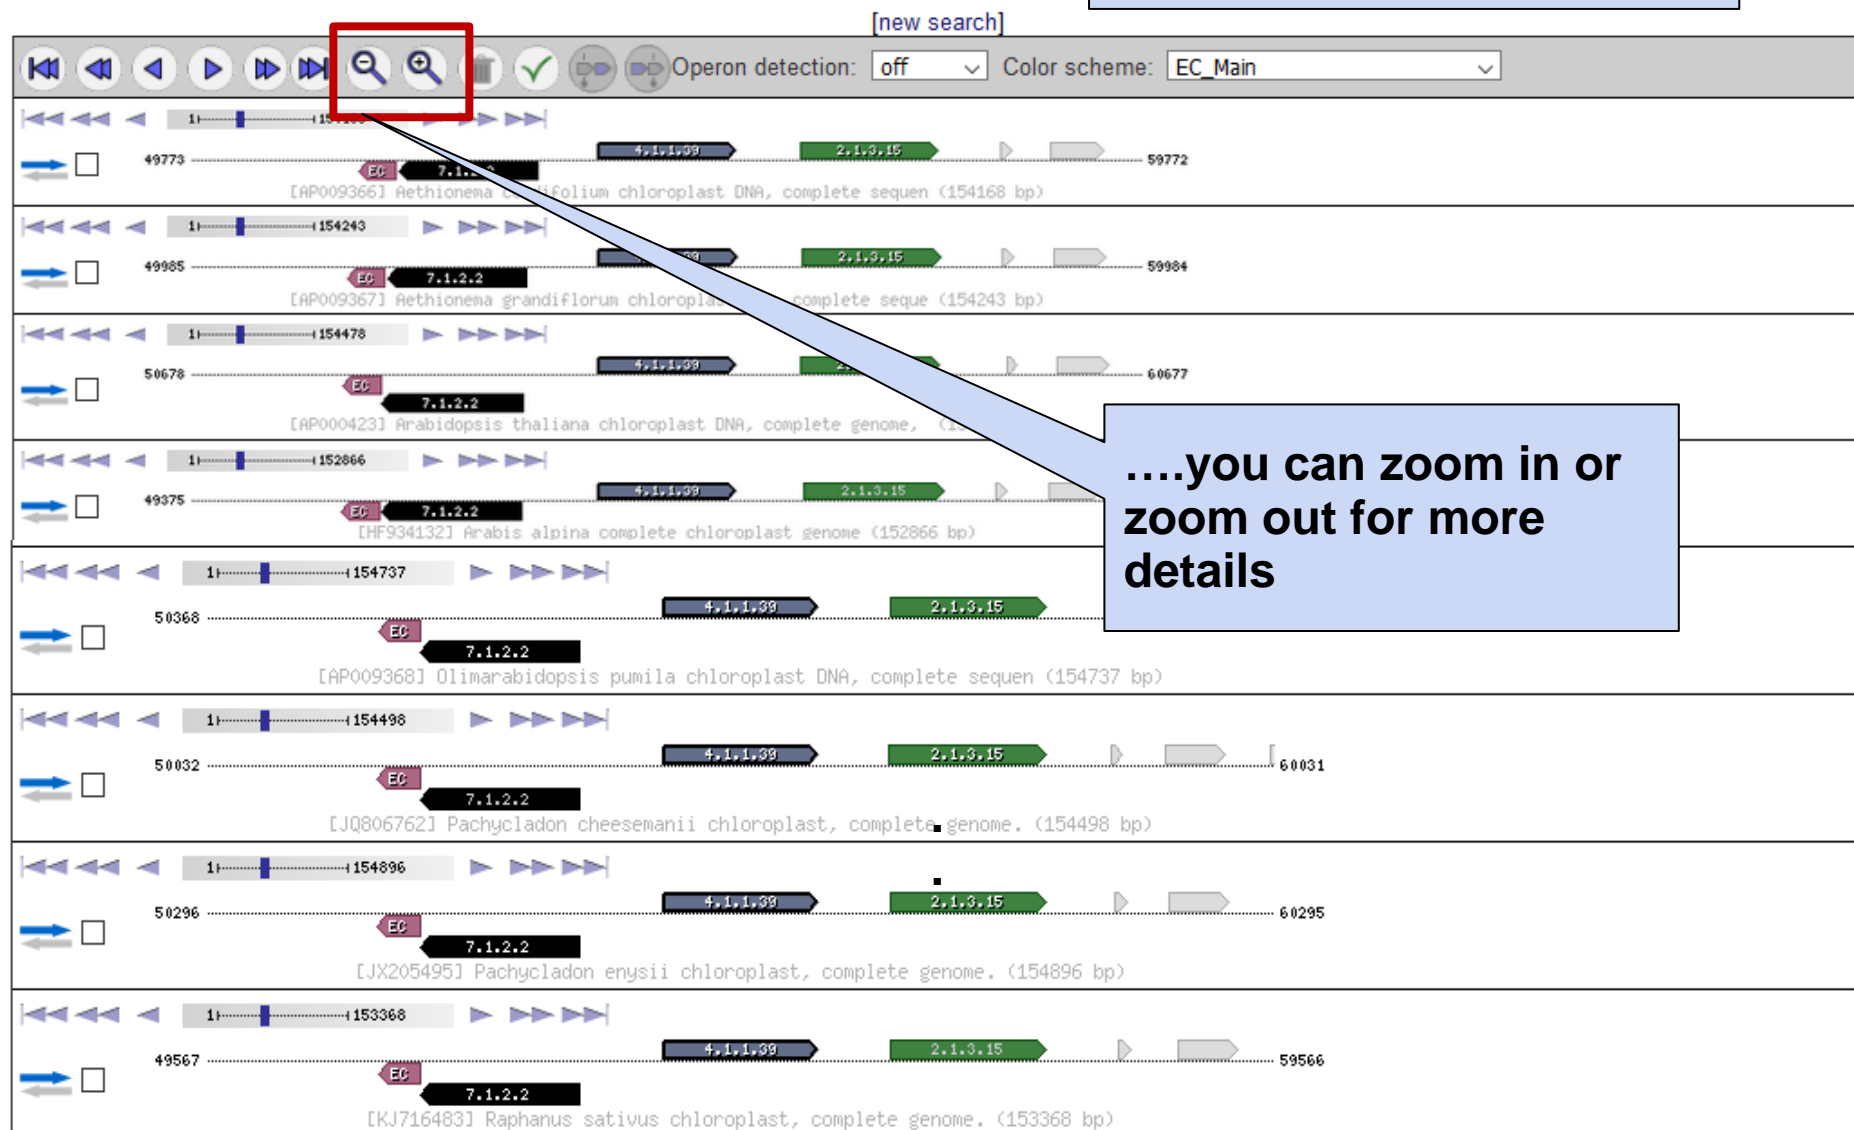 [new search]
Operon detection: off Color scheme: EC_Main
1
49773 4.1.1.39 2.1.3.15 59772
EC
[AP009366] Aethionema folium chloroplast DNA, complete sequen (154168 bp)
1 154243
49985 2.1.3.15 59984
EC 7.1.2.2
[AP009367] Aethionema grandiflorum complete seque (154243 bp)
1 154478
50678 4.1.1.39 60677
EC
7.1.2.2
[AP000423] Arabidopsis thaliana chloroplast DNA, complete genome,
1 152866
49375 4.1.1.39 2.1.3.15
EC 7.1.2.2
[HF934132] Arabis alpina complete chloroplast genome (152866 bp)
….you can zoom in or
zoom out for more
details
1 154737
50368 4.1.1.39 2.1.3.15
EC
7.1.2.2
[AP009368] Olimarabidopsis pumila chloroplast DNA, complete sequen (154737 bp)
1 154498
50032 4.1.1.39 2.1.3.15 60031
EC
7.1.2.2
[JQ806762] Pachycladon cheesemanii chloroplast, complete genome. (154498 bp)
1 154896
50296 4.1.1.39 2.1.3.15 60295
EC
7.1.2.2
[JX205495] Pachycladon enysii chloroplast, complete genome. (154896 bp)
1 153368
49567 4.1.1.39 2.1.3.15 59566
EC
7.1.2.2
[KJ716483] Raphanus sativus chloroplast, complete genome. (153368 bp)